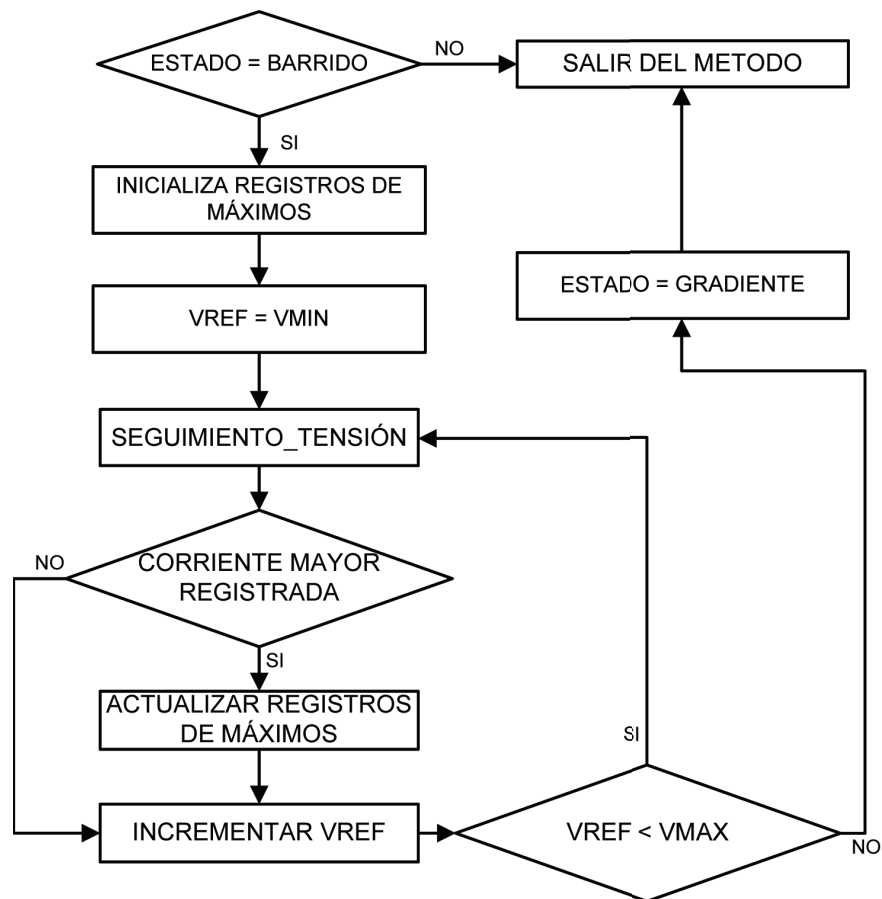 ESTADO = BARRIDO
NO
SALIR DEL METODO
SI
INICIALIZA REGISTROS DE
MÁXIMOS
ESTADO = GRADIENTE
VREF = VMIN
SEGUIMIENTO_TENSIÓN
NO
CORRIENTE MAYOR
REGISTRADA
SI
ACTUALIZAR REGISTROS
DE MÁXIMOS
SI
INCREMENTAR VREF
VREF < VMAX
NO